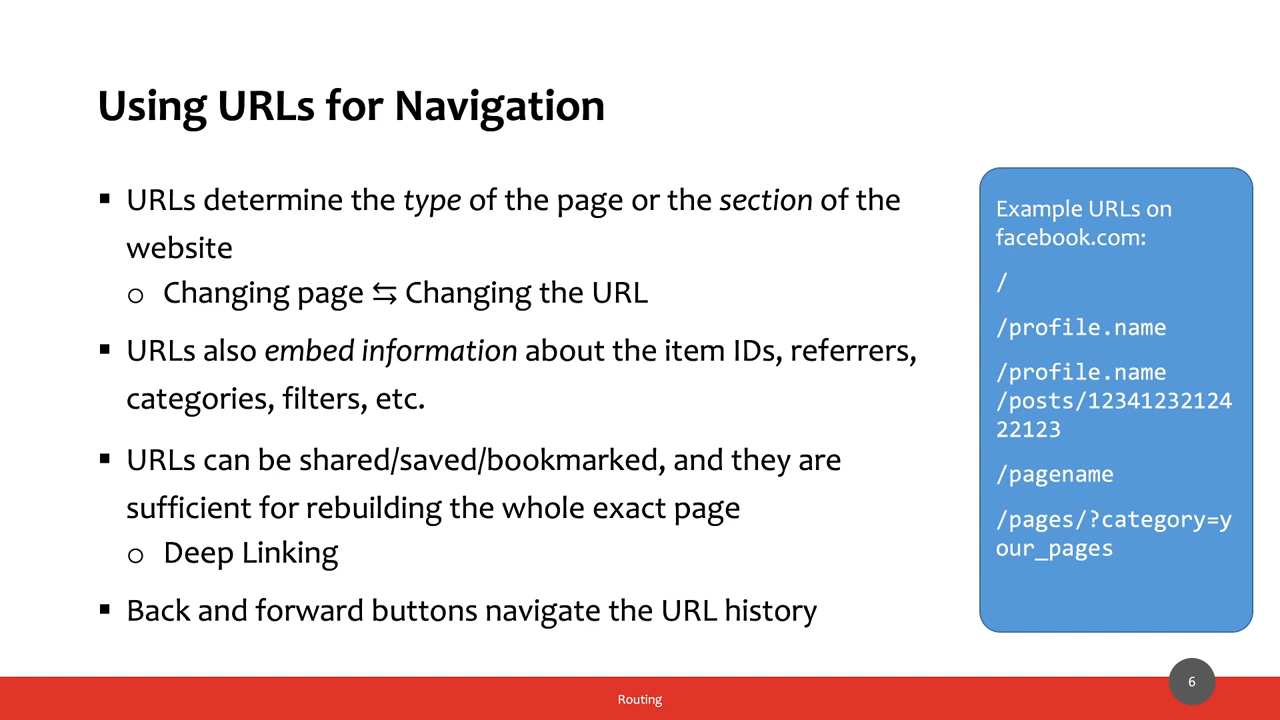 Using URLs for Navigation
▪ URLs determine the type of the page or the section of the
website
o Changing page ⇆ Changing the URL
▪ URLs also embed information about the item IDs, referrers,
categories, filters, etc.
▪ URLs can be shared/saved/bookmarked, and they are
sufficient for rebuilding the whole exact page
o Deep Linking
▪ Back and forward buttons navigate the URL history
Example URLs on
facebook.com:
/
/profile.name
/profile.name
/posts/12341232124
22123
/pagename
/pages/?category=y
our_pages
Routing
6